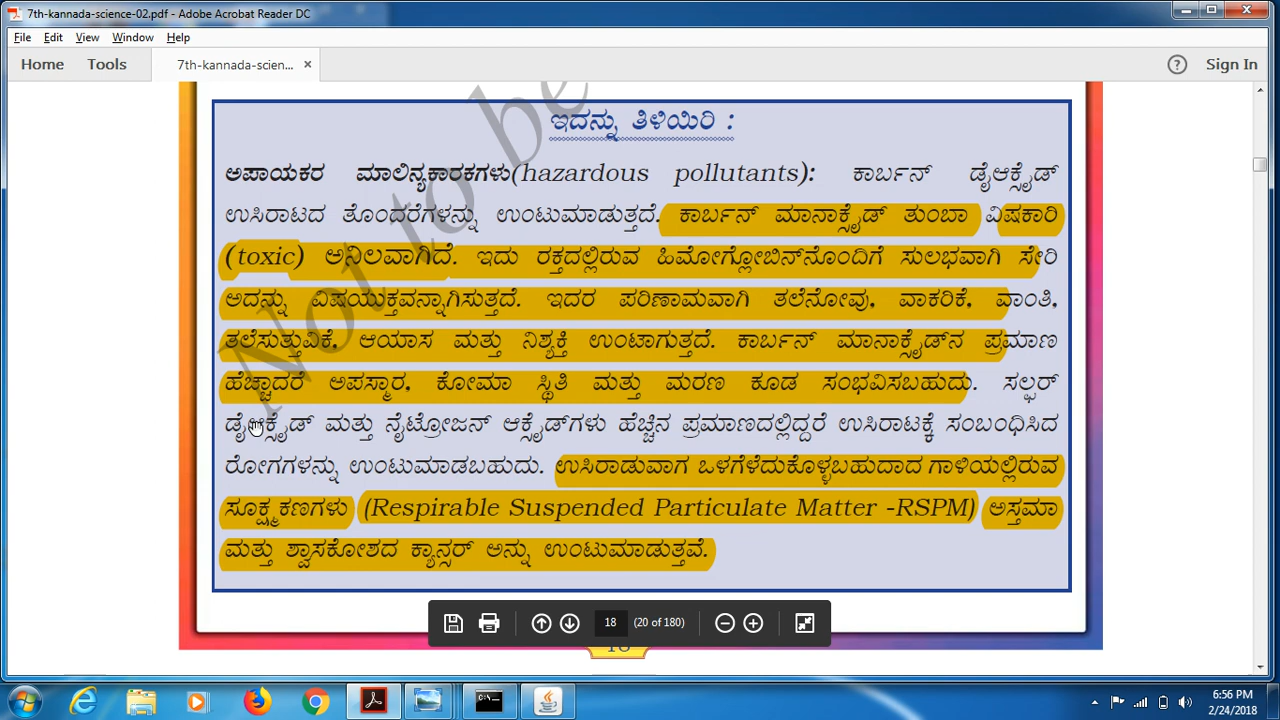 7th-kannada-science-02.pdf - Adobe Acrobat Reader DC
File Edit View Window Help
Home Tools 7th-kannada-scien... × ? Sign In
ಇದನ್ನು ತಿಳಿಯಿರಿ :
ಅಪಾಯಕರ ಮಾಲಿನ್ಯಕಾರಕಗಳು(hazardous pollutants): ಕಾರ್ಬನ್ ಡೈಆಕ್ಸೈಡ್
ಉಸಿರಾಟದ ತೊಂದರೆಗಳನ್ನು ಉಂಟುಮಾಡುತ್ತದೆ. ಕಾರ್ಬನ್ ಮಾನಾಕ್ಸೈಡ್ ತುಂಬಾ ವಿಷಕಾರಿ
(toxic) ಅನಿಲವಾಗಿದೆ. ಇದು ರಕ್ತದಲ್ಲಿರುವ ಹಿಮೋಗ್ಲೋಬಿನ್‌ನೊಂದಿಗೆ ಸುಲಭವಾಗಿ ಸೇರಿ
ಅದನ್ನು ವಿಷಯುಕ್ತವನ್ನಾಗಿಸುತ್ತದೆ. ಇದರ ಪರಿಣಾಮವಾಗಿ ತಲೆನೋವು, ವಾಕರಿಕೆ, ವಾಂತಿ,
ತಲೆಸುತ್ತುವಿಕೆ, ಆಯಾಸ ಮತ್ತು ನಿಶ್ಯಕ್ತಿ ಉಂಟಾಗುತ್ತದೆ. ಕಾರ್ಬನ್ ಮಾನಾಕ್ಸೈಡ್‌ನ ಪ್ರಮಾಣ
ಹೆಚ್ಚಾದರೆ ಅಪಸ್ಮಾರ, ಕೋಮಾ ಸ್ಥಿತಿ ಮತ್ತು ಮರಣ ಕೂಡ ಸಂಭವಿಸಬಹುದು. ಸಲ್ಫರ್
ಡೈಆಕ್ಸೈಡ್ ಮತ್ತು ನೈಟ್ರೋಜನ್ ಆಕ್ಸೈಡ್‌ಗಳು ಹೆಚ್ಚಿನ ಪ್ರಮಾಣದಲ್ಲಿದ್ದರೆ ಉಸಿರಾಟಕ್ಕೆ ಸಂಬಂಧಿಸಿದ
ರೋಗಗಳನ್ನು ಉಂಟುಮಾಡಬಹುದು. ಉಸಿರಾಡುವಾಗ ಒಳಗೆಳೆದುಕೊಳ್ಳಬಹುದಾದ ಗಾಳಿಯಲ್ಲಿರುವ
ಸೂಕ್ಷ್ಮಕಣಗಳು (Respirable Suspended Particulate Matter -RSPM) ಅಸ್ತಮಾ
ಮತ್ತು ಶ್ವಾಸಕೋಶದ ಕ್ಯಾನ್ಸರ್ ಅನ್ನು ಉಂಟುಮಾಡುತ್ತವೆ.
Not to be
18 (20 of 180)
6:56 PM
2/24/2018